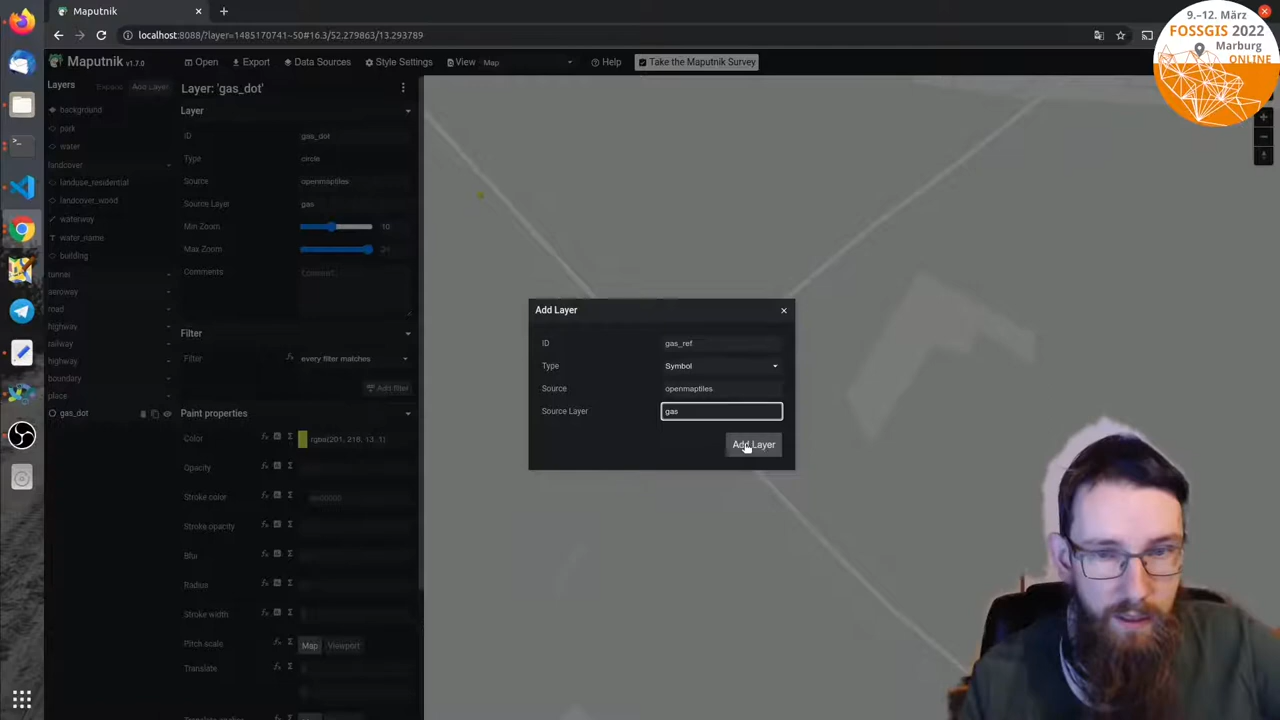 Maputnik
9.–12. März
FOSSGIS 2022
Marburg
ONLINE
localhost:8088/?layer=1485170741~50#16.3/52.279863/13.293789
Maputnik v1.7.0
Open
Export
Data Sources
Style Settings
View
Map
Help
Take the Maputnik Survey
Layers
Expand
Add Layer
background
park
water
landcover
landuse_residential
landcover_wood
waterway
water_name
building
tunnel
aeroway
road
highway
railway
highway
boundary
place
gas_dot
Layer: 'gas_dot'
Layer
ID
gas_dot
Type
circle
Source
openmaptiles
Source Layer
gas
Min Zoom
10
Max Zoom
24
Comments
Comment...
Filter
Filter
every filter matches
Add filter
Paint properties
Color
rgba(201, 216, 13, 1)
Opacity
Stroke color
#000000
Stroke opacity
Blur
Radius
Stroke width
Pitch scale
Map
Viewport
Translate
Add Layer
ID
gas_ref
Type
Symbol
Source
openmaptiles
Source Layer
gas
Add Layer